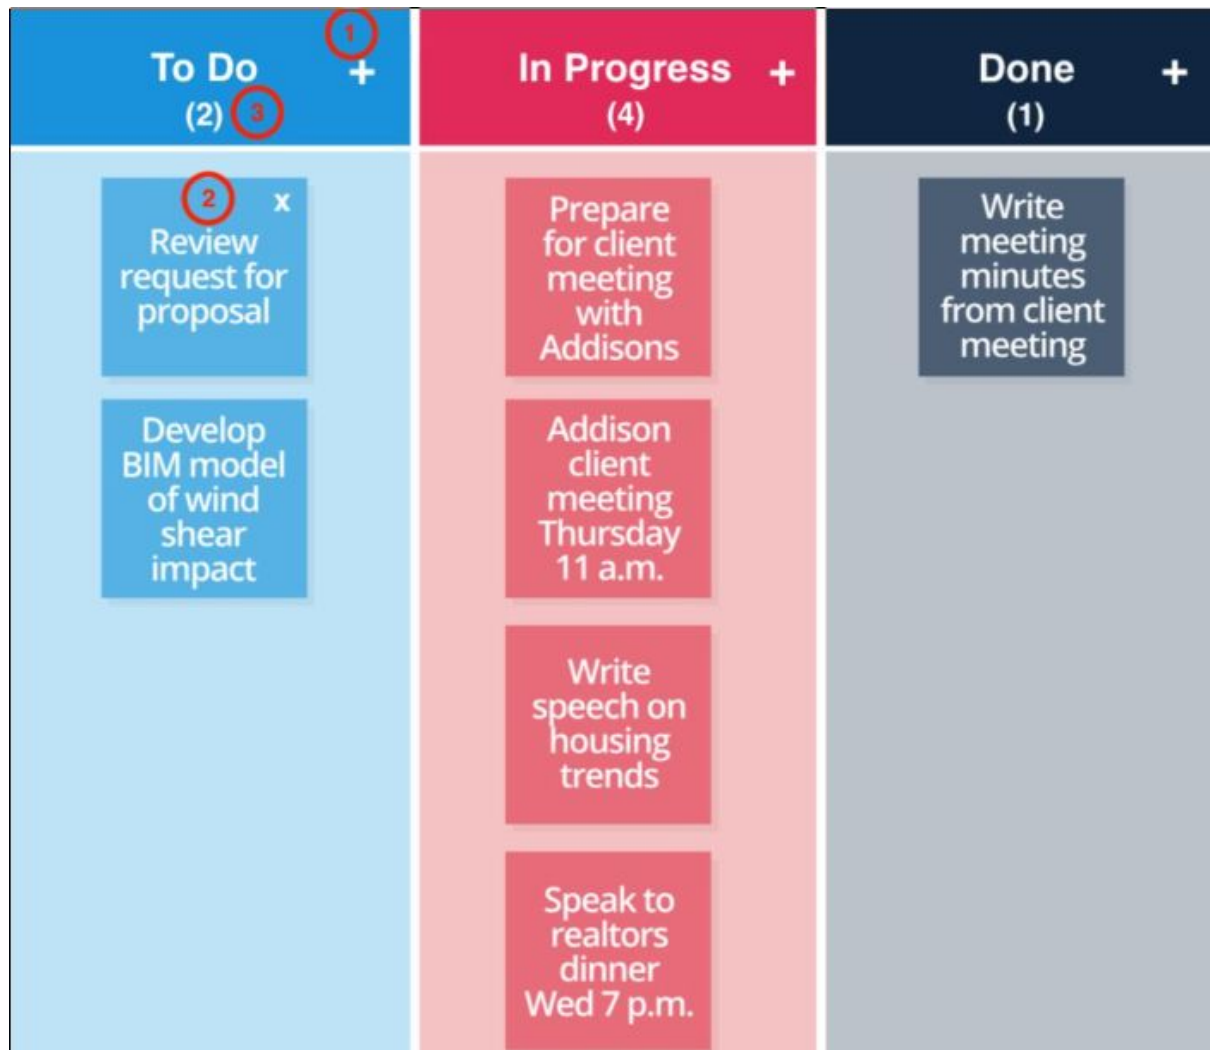 1
To Do +
(2) 3
2 x
Review
request for
proposal
Develop
BIM model
of wind
shear
impact
In Progress +
(4)
Prepare
for client
meeting
with
Addisons
Addison
client
meeting
Thursday
11 a.m.
Write
speech on
housing
trends
Speak to
realtors
dinner
Wed 7 p.m.
Done +
(1)
Write
meeting
minutes
from client
meeting